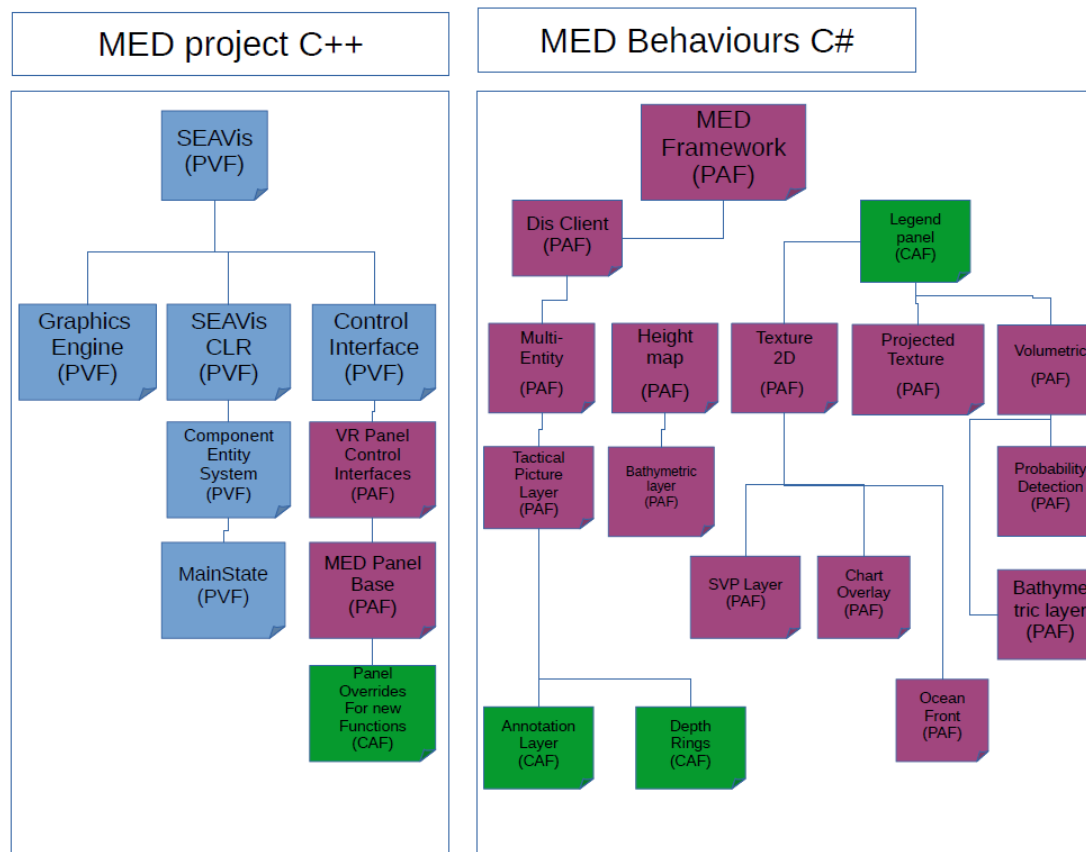 MED project C++
MED Behaviours C#
SEAVis
(PVF)
Graphics
Engine
(PVF)
SEAVis
CLR
(PVF)
Control
Interface
(PVF)
Component
Entity
System
(PVF)
VR Panel
Control
Interfaces
(PAF)
MainState
(PVF)
MED Panel
Base
(PAF)
Panel
Overrides
For new
Functions
(CAF)
MED
Framework
(PAF)
Dis Client
(PAF)
Legend
panel
(CAF)
Multi-
Entity
(PAF)
Height
map
(PAF)
Texture
2D
(PAF)
Projected
Texture
(PAF)
Volumetric
(PAF)
Tactical
Picture
Layer
(PAF)
Bathymetric
layer
(PAF)
Probability
Detection
(PAF)
SVP Layer
(PAF)
Chart
Overlay
(PAF)
Bathyme
tric layer
(PAF)
Annotation
Layer
(CAF)
Depth
Rings
(CAF)
Ocean
Front
(PAF)